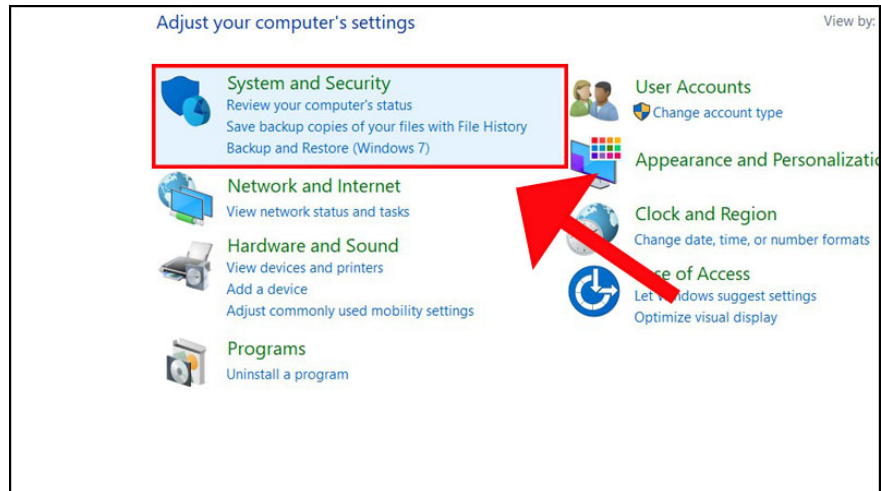 Adjust your computer's settings
View by:
System and Security
Review your computer's status
Save backup copies of your files with File History
Backup and Restore (Windows 7)
Network and Internet
View network status and tasks
Hardware and Sound
View devices and printers
Add a device
Adjust commonly used mobility settings
Programs
Uninstall a program
User Accounts
Change account type
Appearance and Personalizatio
Clock and Region
Change date, time, or number formats
of Access
Let suggest settings
Optimize visual display